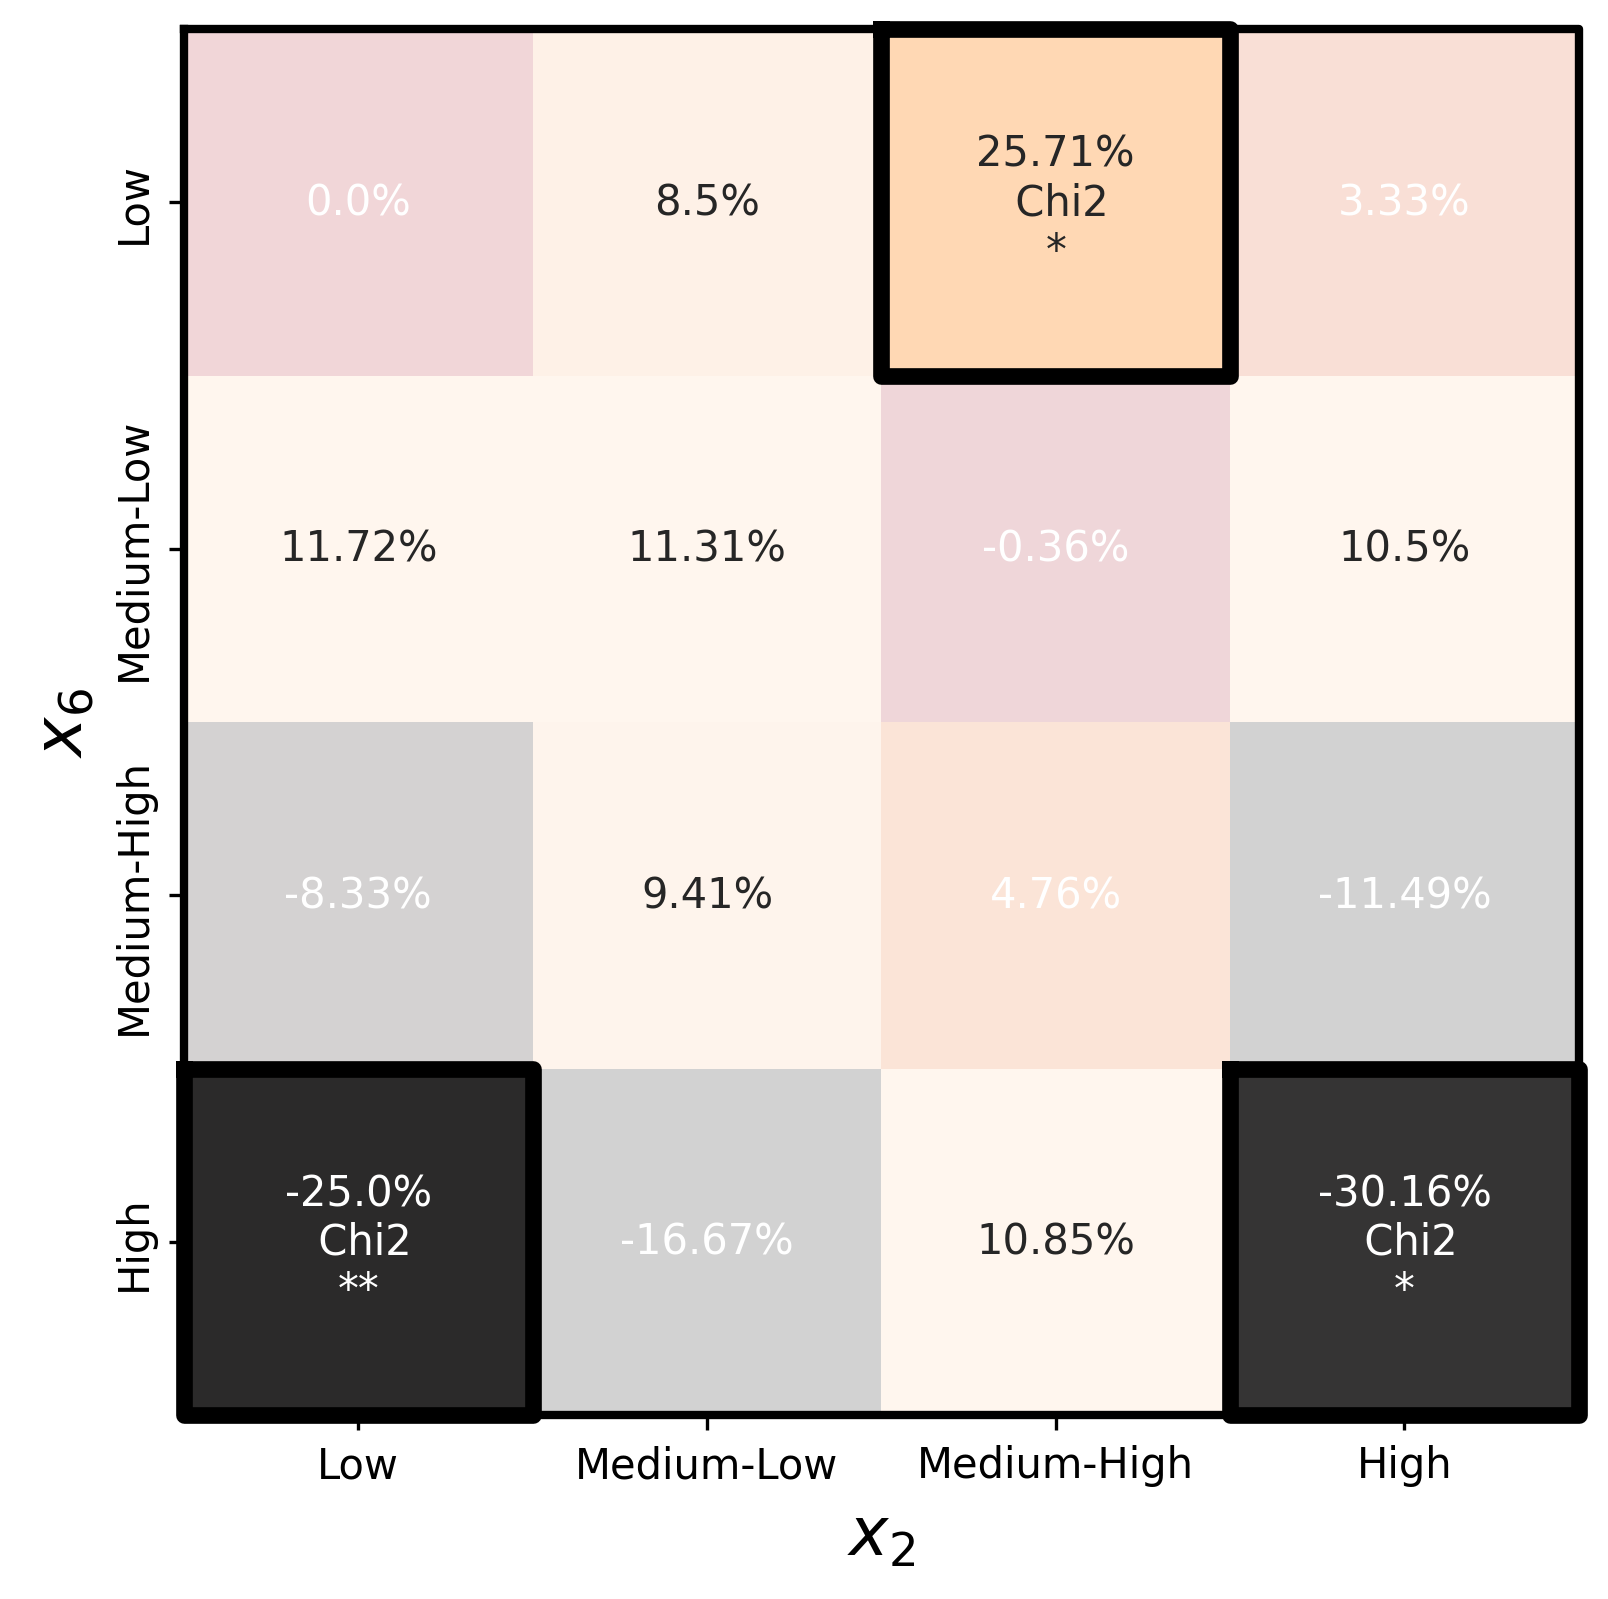 Low
0.0%
8.5%
25.71%
Chi2
*
3.33%
Medium-Low
11.72%
11.31%
-0.36%
10.5%
x6
Medium-High
-8.33%
9.41%
4.76%
-11.49%
High
-25.0%
Chi2
**
-16.67%
10.85%
-30.16%
Chi2
*
Low
Medium-Low
Medium-High
High
x2